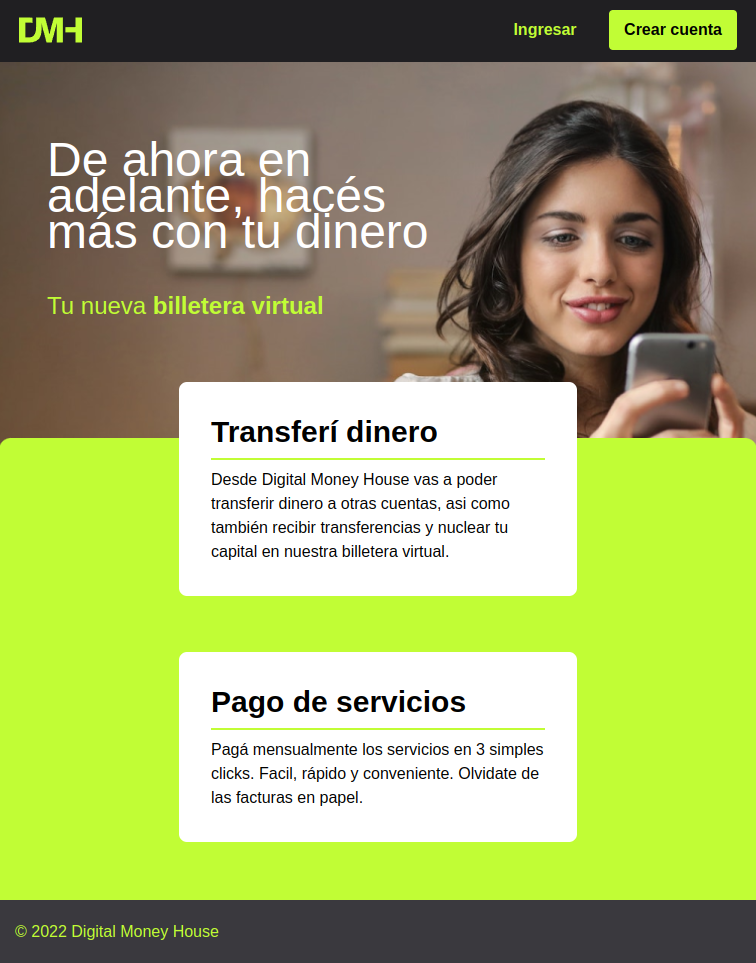 DMH
Ingresar
Crear cuenta
De ahora en
adelante, hacés
más con tu dinero
Tu nueva billetera virtual
Transferí dinero
Desde Digital Money House vas a poder
transferir dinero a otras cuentas, asi como
también recibir transferencias y nuclear tu
capital en nuestra billetera virtual.
Pago de servicios
Pagá mensualmente los servicios en 3 simples
clicks. Facil, rápido y conveniente. Olvidate de
las facturas en papel.
© 2022 Digital Money House